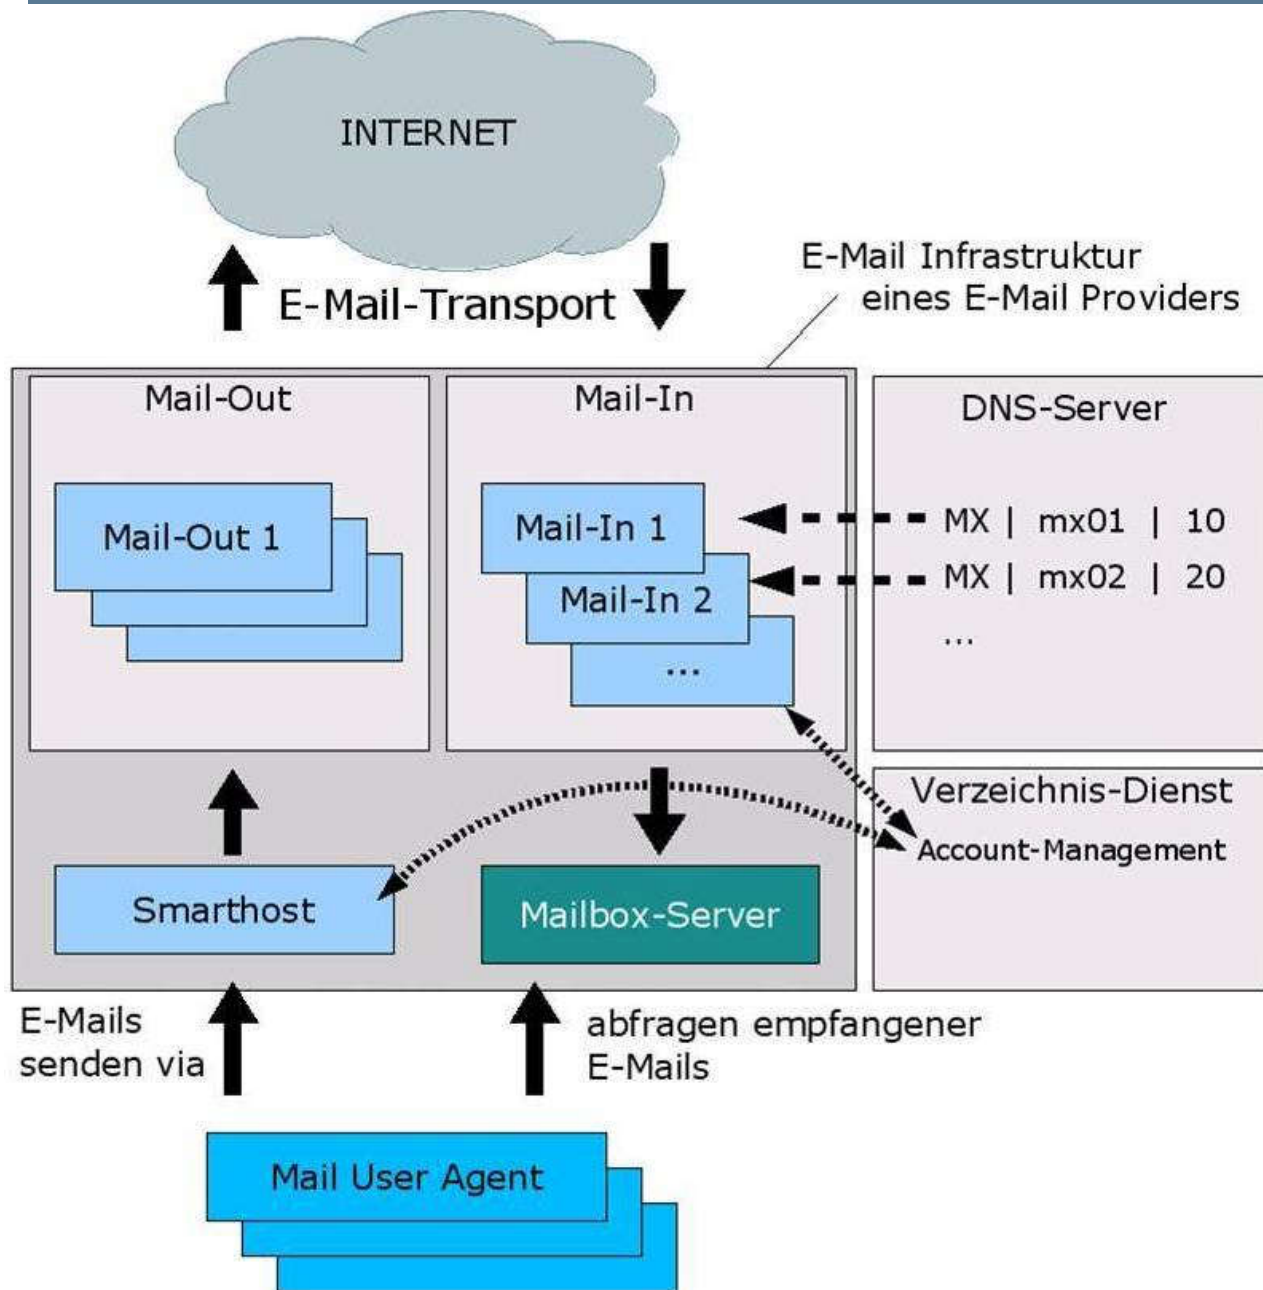 INTERNET
E-Mail-Transport
E-Mail Infrastruktur
eines E-Mail Providers
Mail-Out
Mail-In
DNS-Server
Mail-Out 1
Mail-In 1
Mail-In 2
...
MX | mx01 | 10
MX | mx02 | 20
...
Verzeichnis-Dienst
Account-Management
Smarthost
Mailbox-Server
E-Mails
senden via
abfragen empfangener
E-Mails
Mail User Agent